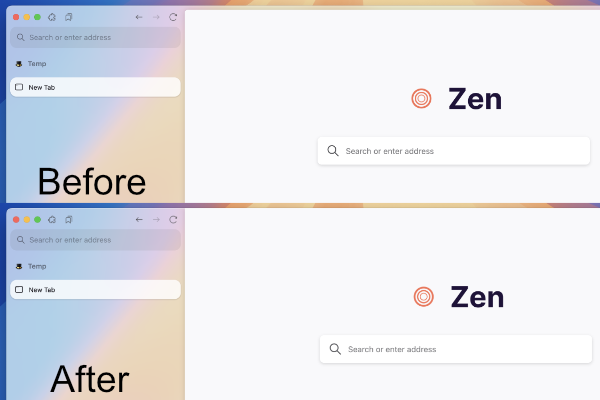 Search or enter address
Temp
New Tab
Zen
Search or enter address
Before
Search or enter address
Temp
New Tab
Zen
Search or enter address
After